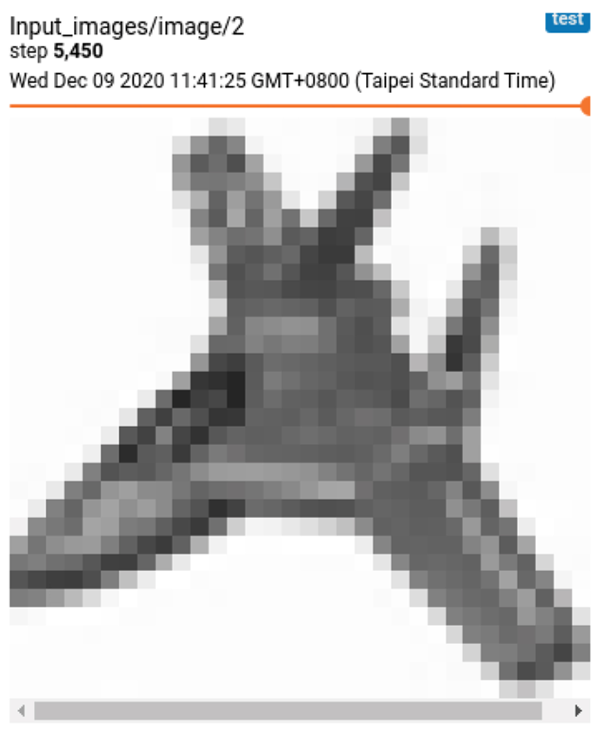 Input_images/image/2
test
step 5,450
Wed Dec 09 2020 11:41:25 GMT+0800 (Taipei Standard Time)